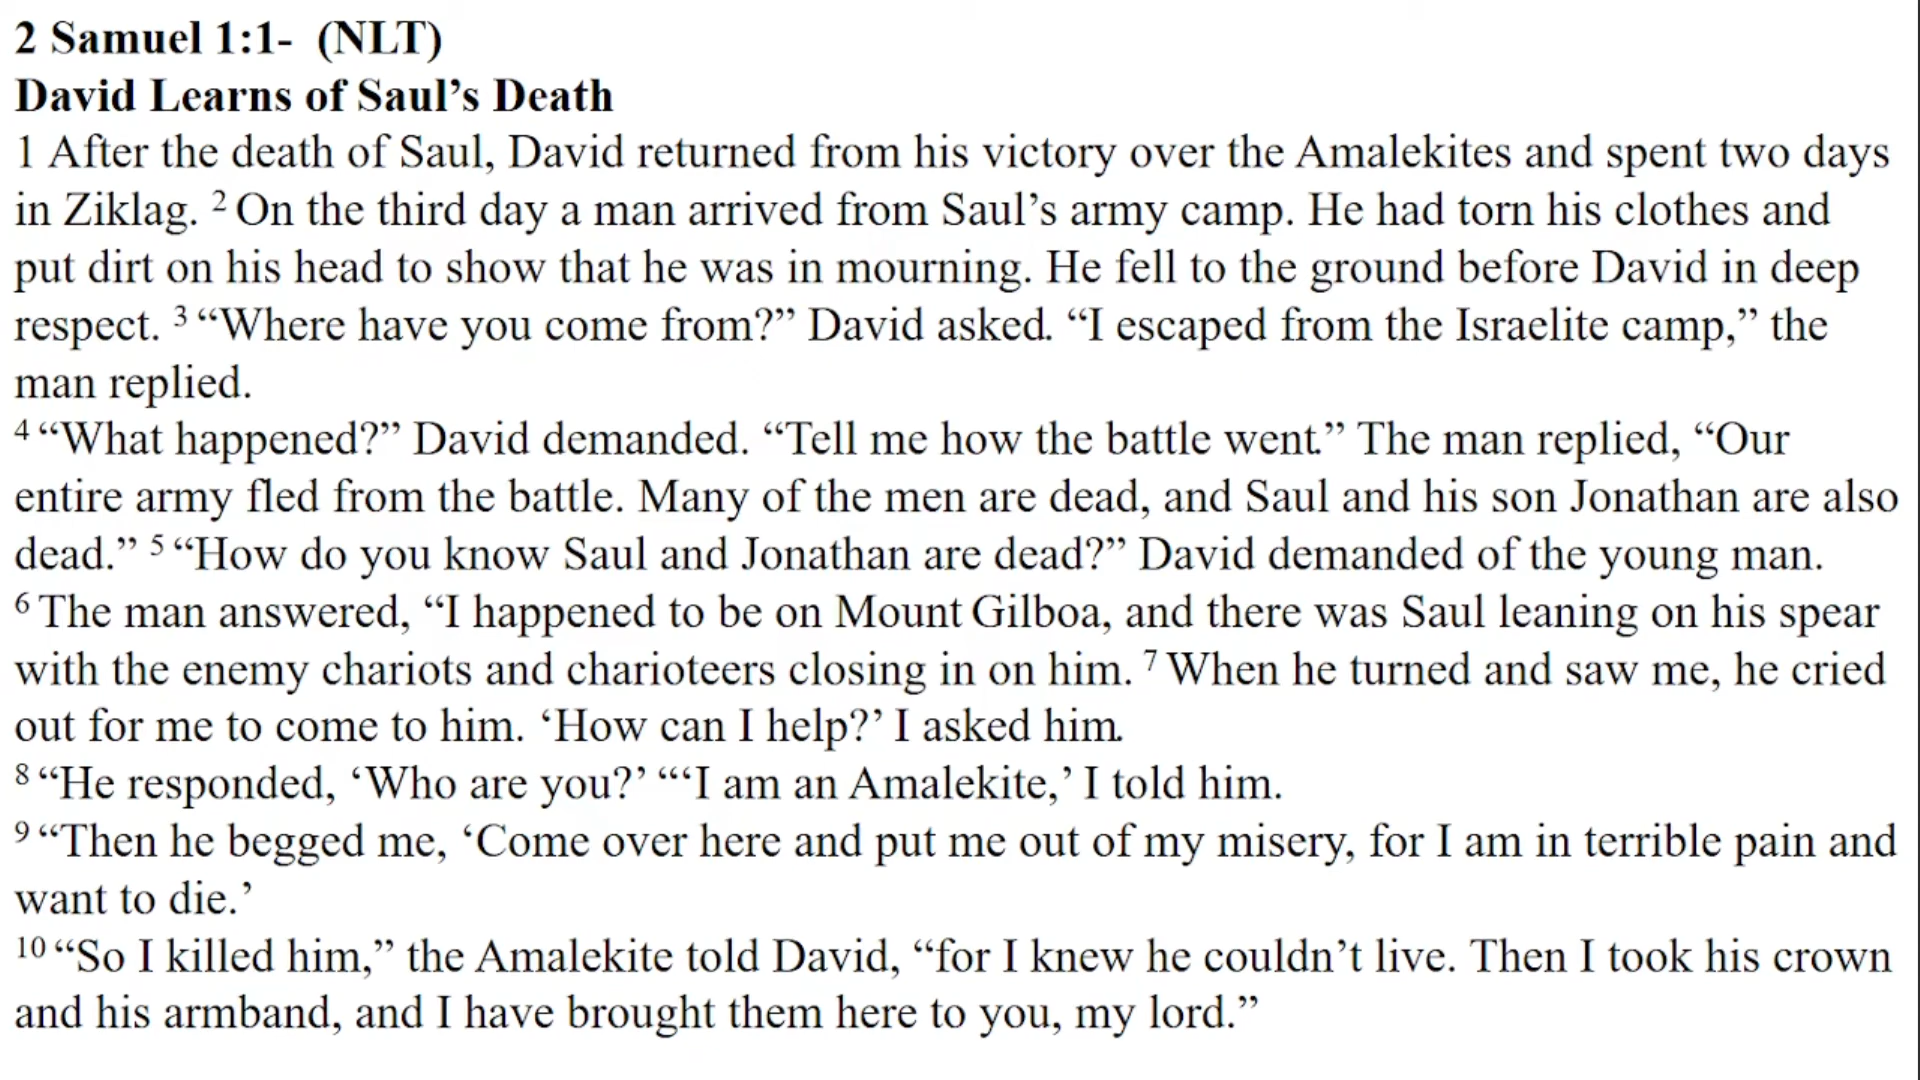 2 Samuel 1:1-  (NLT)
David Learns of Saul’s Death
1 After the death of Saul, David returned from his victory over the Amalekites and spent two days
in Ziklag. ² On the third day a man arrived from Saul’s army camp. He had torn his clothes and
put dirt on his head to show that he was in mourning. He fell to the ground before David in deep
respect. ³ “Where have you come from?” David asked. “I escaped from the Israelite camp,” the
man replied.
⁴ “What happened?” David demanded. “Tell me how the battle went.” The man replied, “Our
entire army fled from the battle. Many of the men are dead, and Saul and his son Jonathan are also
dead.” ⁵ “How do you know Saul and Jonathan are dead?” David demanded of the young man.
⁶ The man answered, “I happened to be on Mount Gilboa, and there was Saul leaning on his spear
with the enemy chariots and charioteers closing in on him. ⁷ When he turned and saw me, he cried
out for me to come to him. ‘How can I help?’ I asked him.
⁸ “He responded, ‘Who are you?’ “‘I am an Amalekite,’ I told him.
⁹ “Then he begged me, ‘Come over here and put me out of my misery, for I am in terrible pain and
want to die.’
¹⁰ “So I killed him,” the Amalekite told David, “for I knew he couldn’t live. Then I took his crown
and his armband, and I have brought them here to you, my lord.”